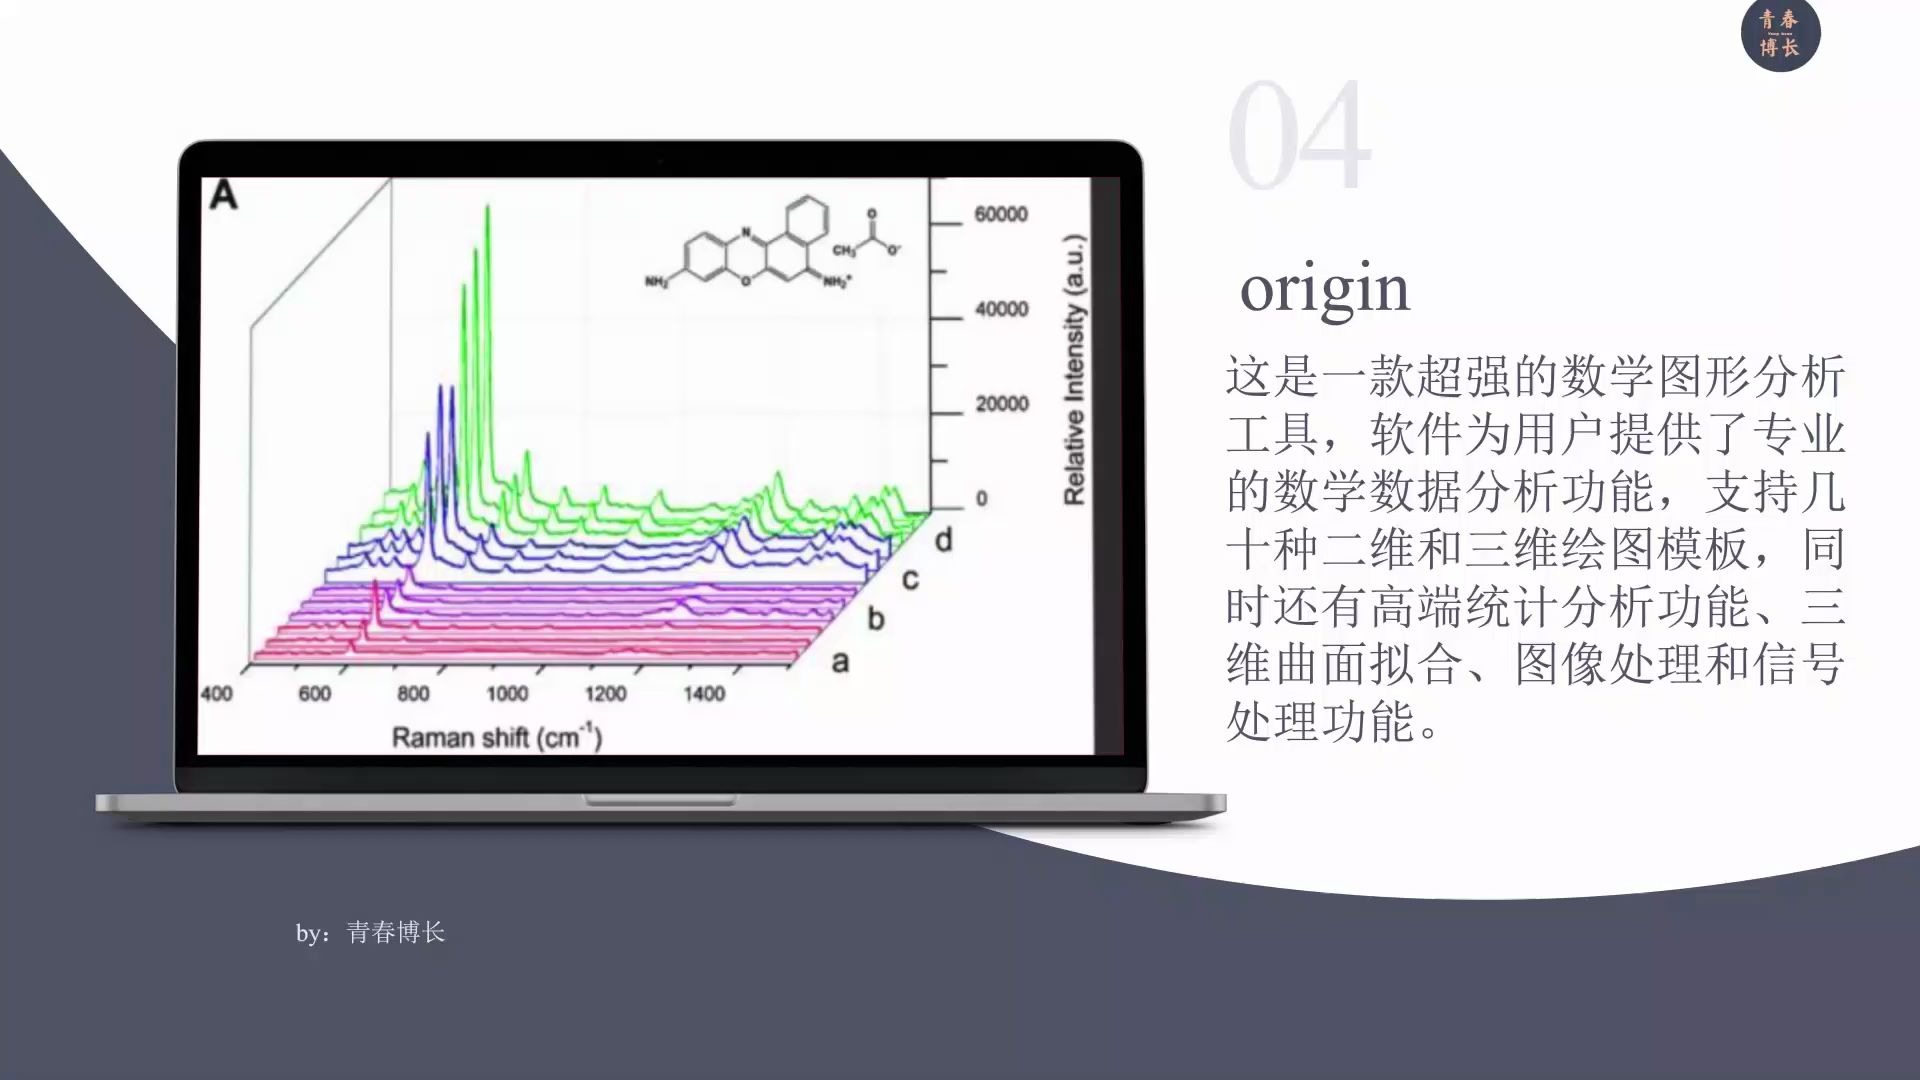 青春
博长
04
A
N
O
NH₂
NH₂⁺
O
CH₃
O⁻
60000
40000
20000
0
Relative Intensity (a.u.)
d
c
b
a
400 600 800 1000 1200 1400
Raman shift (cm⁻¹)
origin
这是一款超强的数学图形分析
工具，软件为用户提供了专业
的数学数据分析功能，支持几
十种二维和三维绘图模板，同
时还有高端统计分析功能、三
维曲面拟合、图像处理和信号
处理功能。
by：青春博长